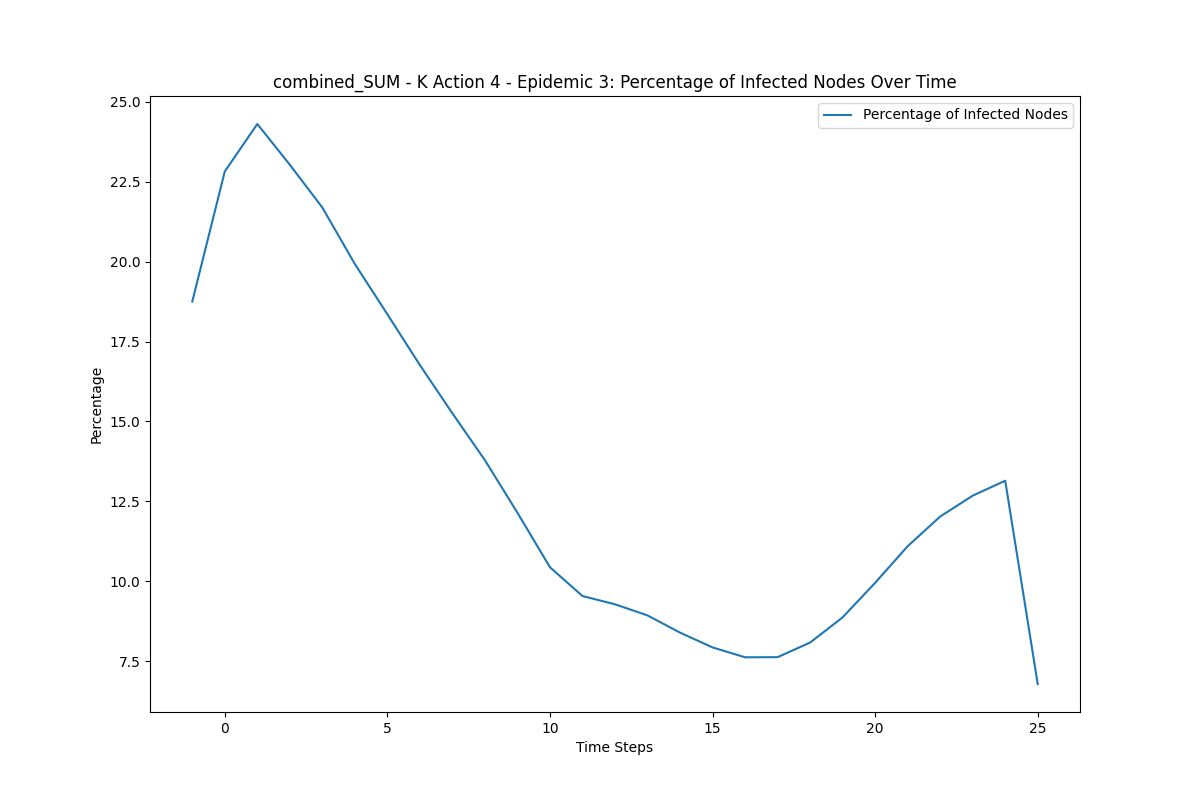 combined_SUM - K Action 4 - Epidemic 3: Percentage of Infected Nodes Over Time
Percentage of Infected Nodes
25.0
22.5
20.0
17.5
15.0
12.5
10.0
7.5
Percentage
0 5 10 15 20 25
Time Steps